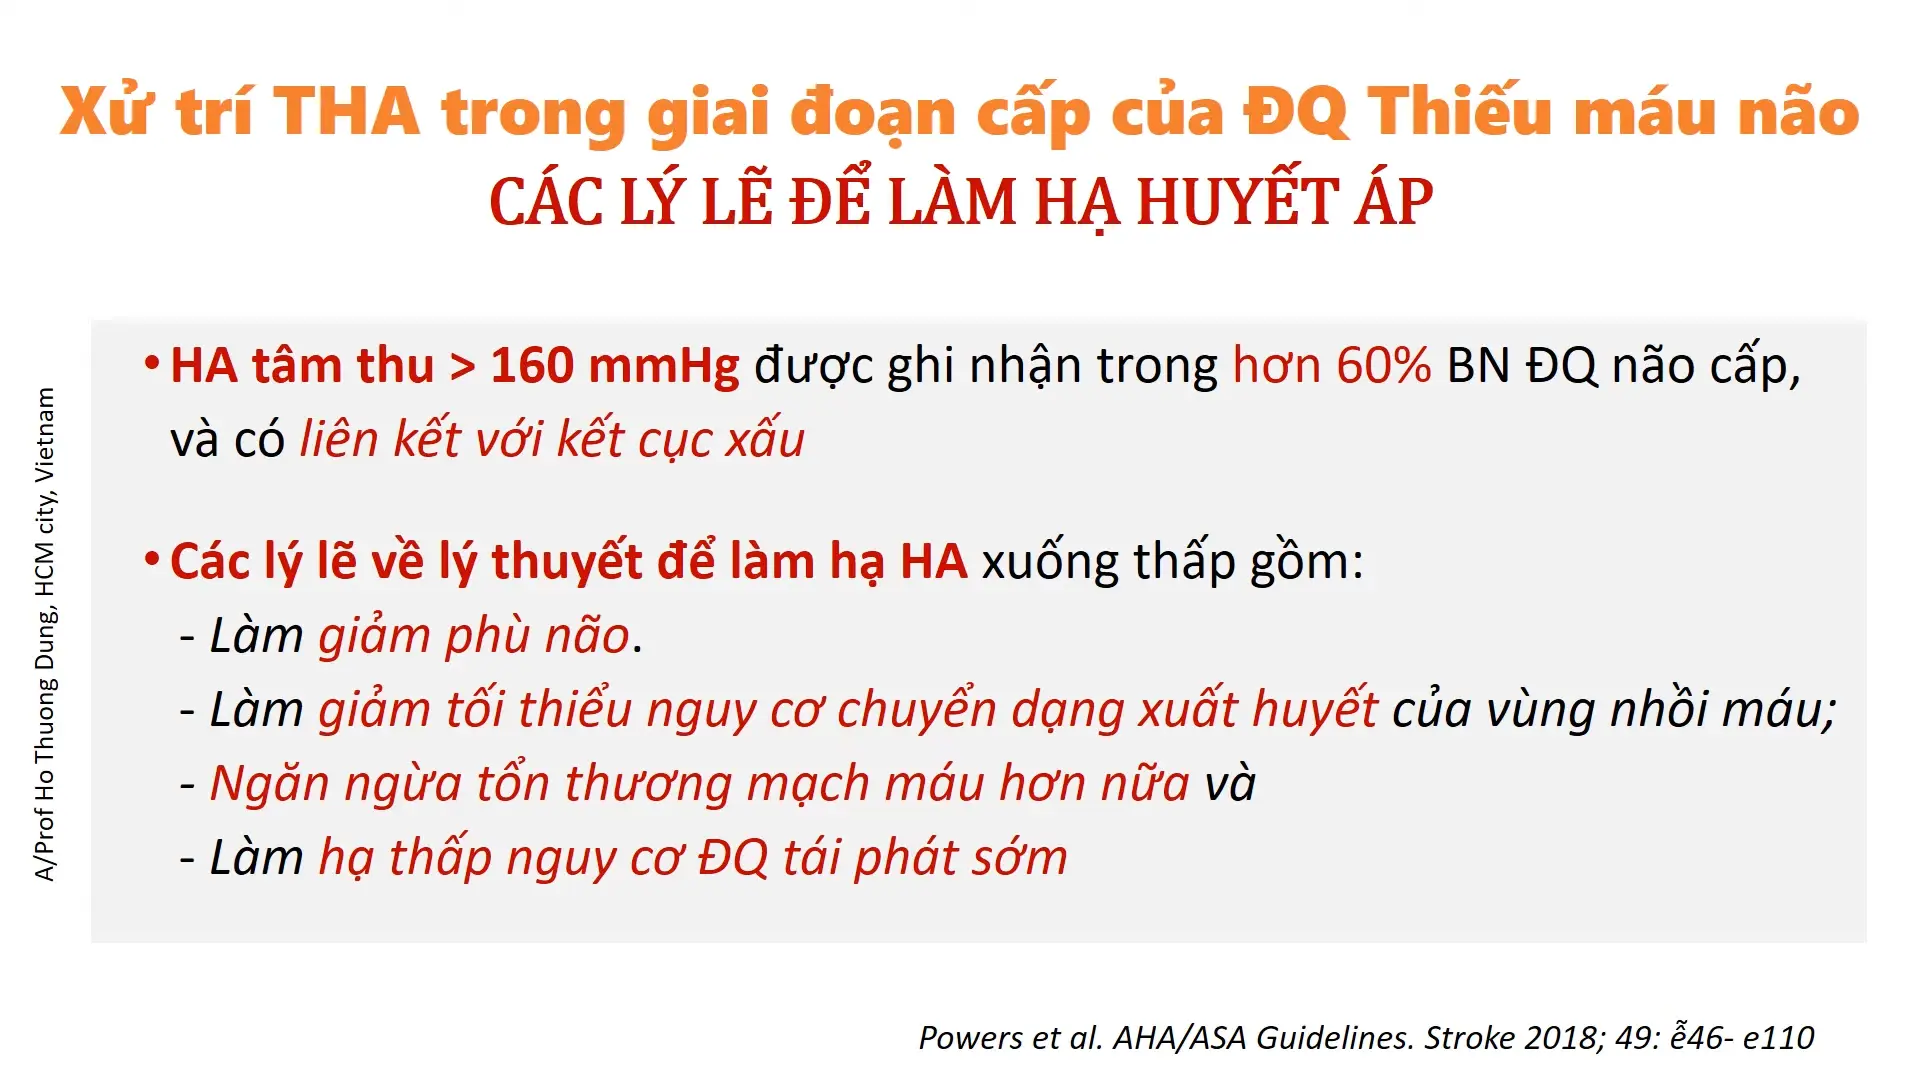 Xử trí THA trong giai đoạn cấp của ĐQ Thiếu máu não
CÁC LÝ LẼ ĐỂ LÀM HẠ HUYẾT ÁP
•HA tâm thu > 160 mmHg được ghi nhận trong hơn 60% BN ĐQ não cấp,
và có liên kết với kết cục xấu
•Các lý lẽ về lý thuyết để làm hạ HA xuống thấp gồm:
- Làm giảm phù não.
- Làm giảm tối thiểu nguy cơ chuyển dạng xuất huyết của vùng nhồi máu;
- Ngăn ngừa tổn thương mạch máu hơn nữa và
- Làm hạ thấp nguy cơ ĐQ tái phát sớm
A/Prof Ho Thuong Dung, HCM city, Vietnam
Powers et al. AHA/ASA Guidelines. Stroke 2018; 49: ễ46- e110